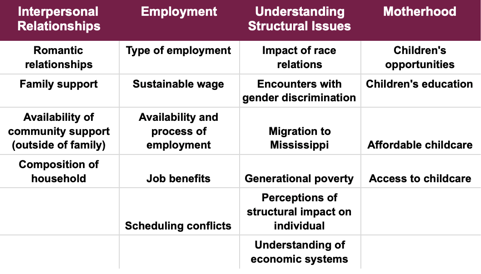 Interpersonal Relationships
Employment
Understanding Structural Issues
Motherhood
Romantic relationships
Type of employment
Impact of race relations
Children's opportunities
Family support
Sustainable wage
Encounters with gender discrimination
Children's education
Availability of community support (outside of family)
Availability and process of employment
Migration to Mississippi
Affordable childcare
Composition of household
Job benefits
Generational poverty
Access to childcare
Scheduling conflicts
Perceptions of structural impact on individual
Understanding of economic systems